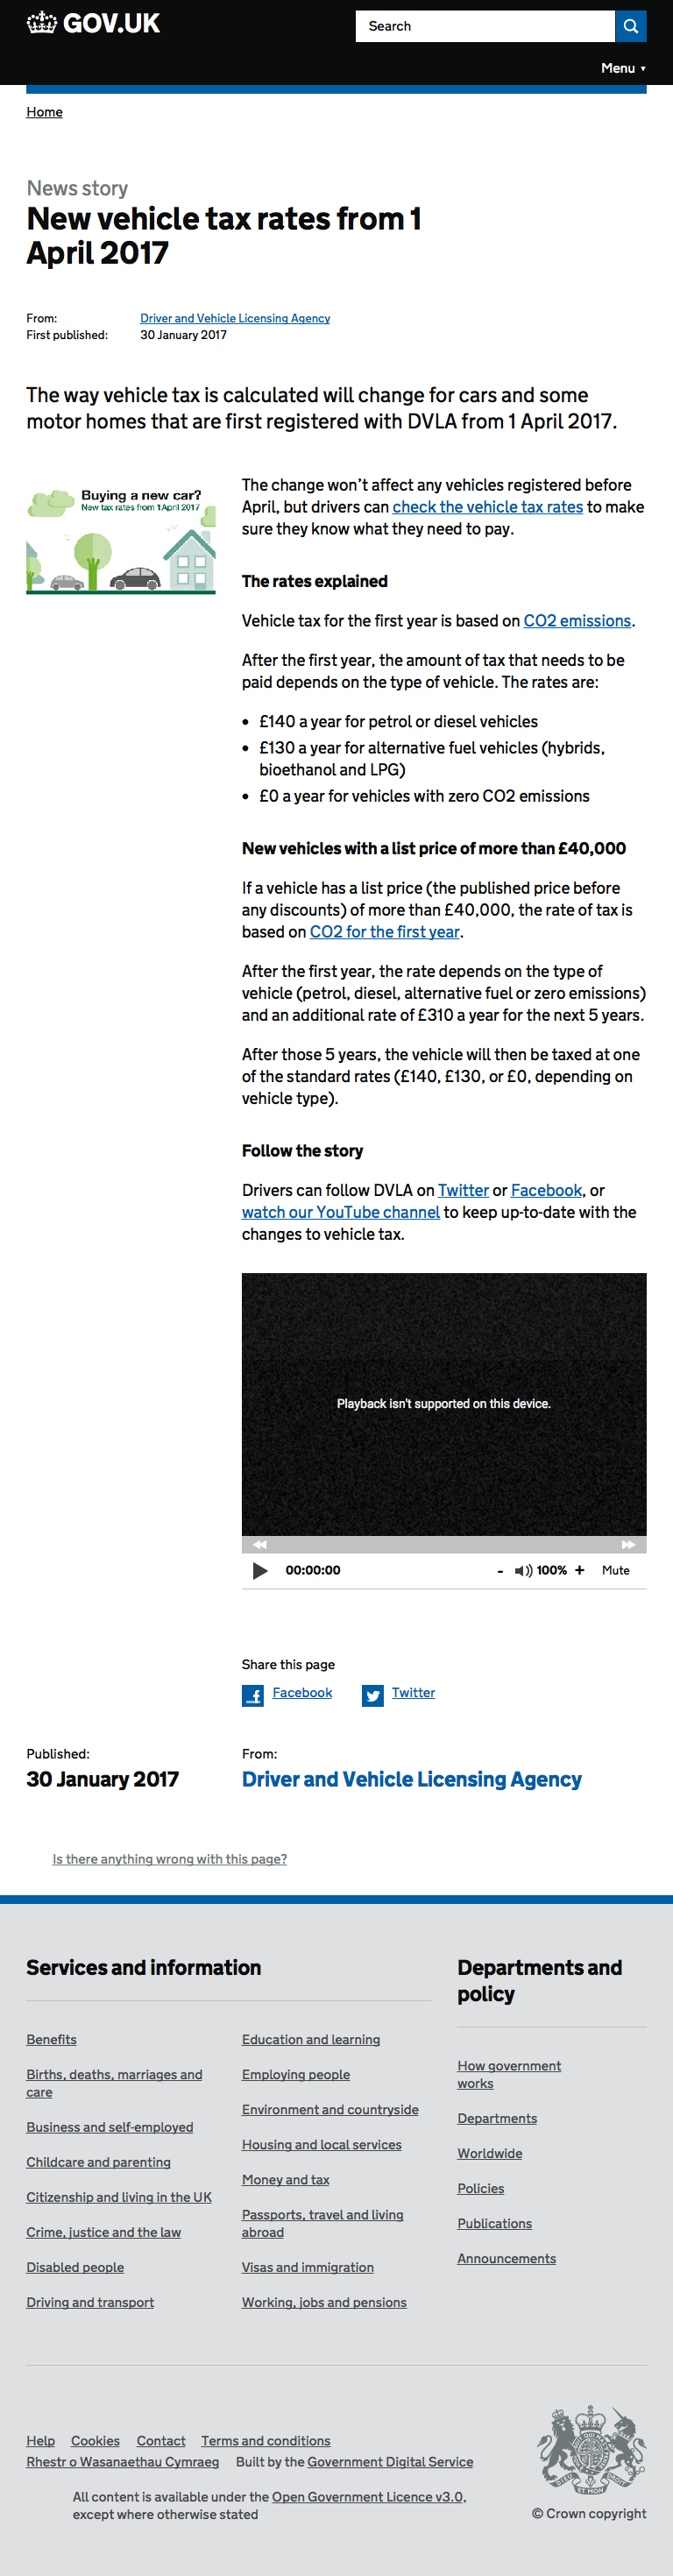 GOV.UK
Search
Menu ▼
Home
News story
New vehicle tax rates from 1
April 2017
From: Driver and Vehicle Licensing Agency
First published: 30 January 2017
The way vehicle tax is calculated will change for cars and some
motor homes that are first registered with DVLA from 1 April 2017.
Buying a new car?
New tax rates from 1April 2017
The change won’t affect any vehicles registered before
April, but drivers can check the vehicle tax rates to make
sure they know what they need to pay.
The rates explained
Vehicle tax for the first year is based on CO2 emissions.
After the first year, the amount of tax that needs to be
paid depends on the type of vehicle. The rates are:
• £140 a year for petrol or diesel vehicles
• £130 a year for alternative fuel vehicles (hybrids,
bioethanol and LPG)
• £0 a year for vehicles with zero CO2 emissions
New vehicles with a list price of more than £40,000
If a vehicle has a list price (the published price before
any discounts) of more than £40,000, the rate of tax is
based on CO2 for the first year.
After the first year, the rate depends on the type of
vehicle (petrol, diesel, alternative fuel or zero emissions)
and an additional rate of £310 a year for the next 5 years.
After those 5 years, the vehicle will then be taxed at one
of the standard rates (£140, £130, or £0, depending on
vehicle type).
Follow the story
Drivers can follow DVLA on Twitter or Facebook, or
watch our YouTube channel to keep up-to-date with the
changes to vehicle tax.
Playback isn't supported on this device.
00:00:00
- 100% + Mute
Share this page
Facebook
Twitter
Published:
30 January 2017
From:
Driver and Vehicle Licensing Agency
Is there anything wrong with this page?
Services and information
Benefits
Births, deaths, marriages and
care
Business and self-employed
Childcare and parenting
Citizenship and living in the UK
Crime, justice and the law
Disabled people
Driving and transport
Education and learning
Employing people
Environment and countryside
Housing and local services
Money and tax
Passports, travel and living
abroad
Visas and immigration
Working, jobs and pensions
Departments and
policy
How government
works
Departments
Worldwide
Policies
Publications
Announcements
Help Cookies Contact Terms and conditions
Rhestr o Wasanaethau Cymraeg Built by the Government Digital Service
All content is available under the Open Government Licence v3.0,
except where otherwise stated
© Crown copyright